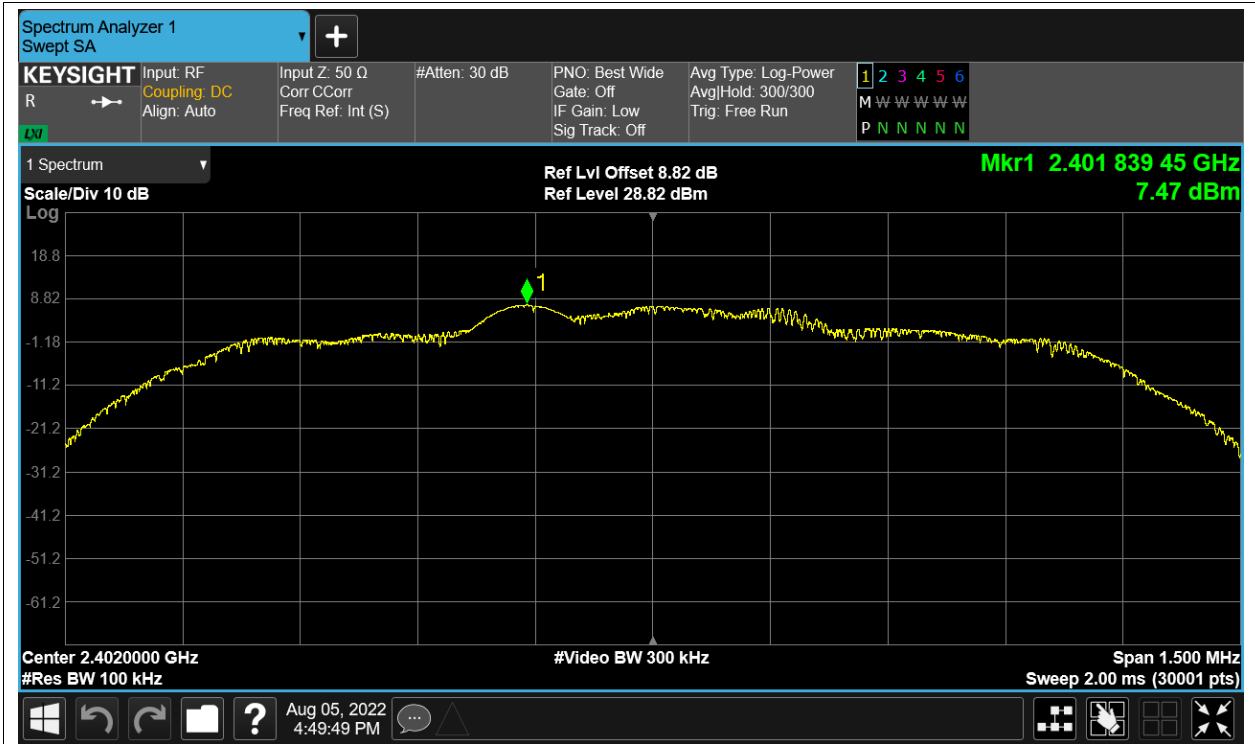 Spectrum Analyzer 1
Swept SA
KEYSIGHT
R
LXI
Input: RF
Coupling: DC
Align: Auto
Input Z: 50 Ω
Corr CCorr
Freq Ref: Int (S)
#Atten: 30 dB
PNO: Best Wide
Gate: Off
IF Gain: Low
Sig Track: Off
Avg Type: Log-Power
Avg|Hold: 300/300
Trig: Free Run
1 2 3 4 5 6
M W W W W W
P N N N N N
1 Spectrum
Scale/Div 10 dB
Log
Ref Lvl Offset 8.82 dB
Ref Level 28.82 dBm
Mkr1 2.401 839 45 GHz
7.47 dBm
1
18.8
8.82
-1.18
-11.2
-21.2
-31.2
-41.2
-51.2
-61.2
Center 2.4020000 GHz
#Res BW 100 kHz
#Video BW 300 kHz
Span 1.500 MHz
Sweep 2.00 ms (30001 pts)
?
Aug 05, 2022
4:49:49 PM